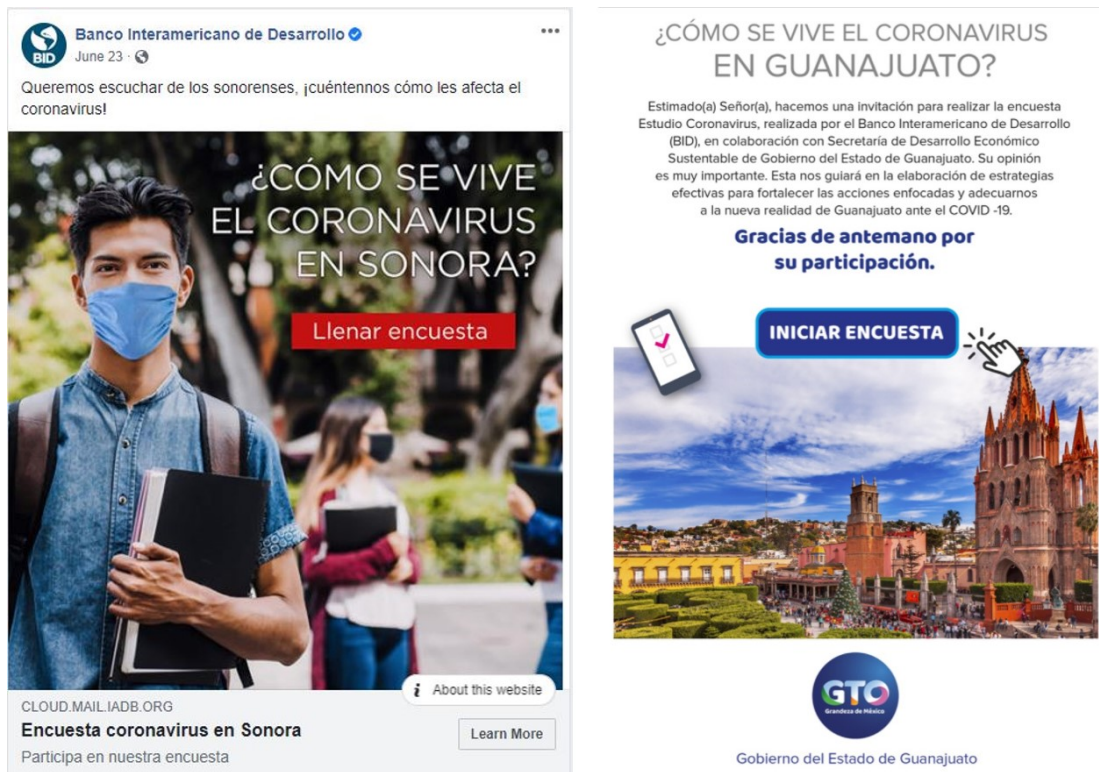 Banco Interamericano de Desarrollo
June 23 ·
BID
Queremos escuchar de los sonorenses, ¡cuéntennos cómo les afecta el
coronavirus!
¿CÓMO SE VIVE
EL CORONAVIRUS
EN SONORA?
Llenar encuesta
i About this website
CLOUD.MAIL.IADB.ORG
Encuesta coronavirus en Sonora
Participa en nuestra encuesta
Learn More
¿CÓMO SE VIVE EL CORONAVIRUS
EN GUANAJUATO?
Estimado(a) Señor(a), hacemos una invitación para realizar la encuesta
Estudio Coronavirus, realizada por el Banco Interamericano de Desarrollo
(BID), en colaboración con Secretaría de Desarrollo Económico
Sustentable de Gobierno del Estado de Guanajuato. Su opinión
es muy importante. Esta nos guiará en la elaboración de estrategias
efectivas para fortalecer las acciones enfocadas y adecuarnos
a la nueva realidad de Guanajuato ante el COVID -19.
Gracias de antemano por
su participación.
INICIAR ENCUESTA
GTO
Grandeza de México
Gobierno del Estado de Guanajuato